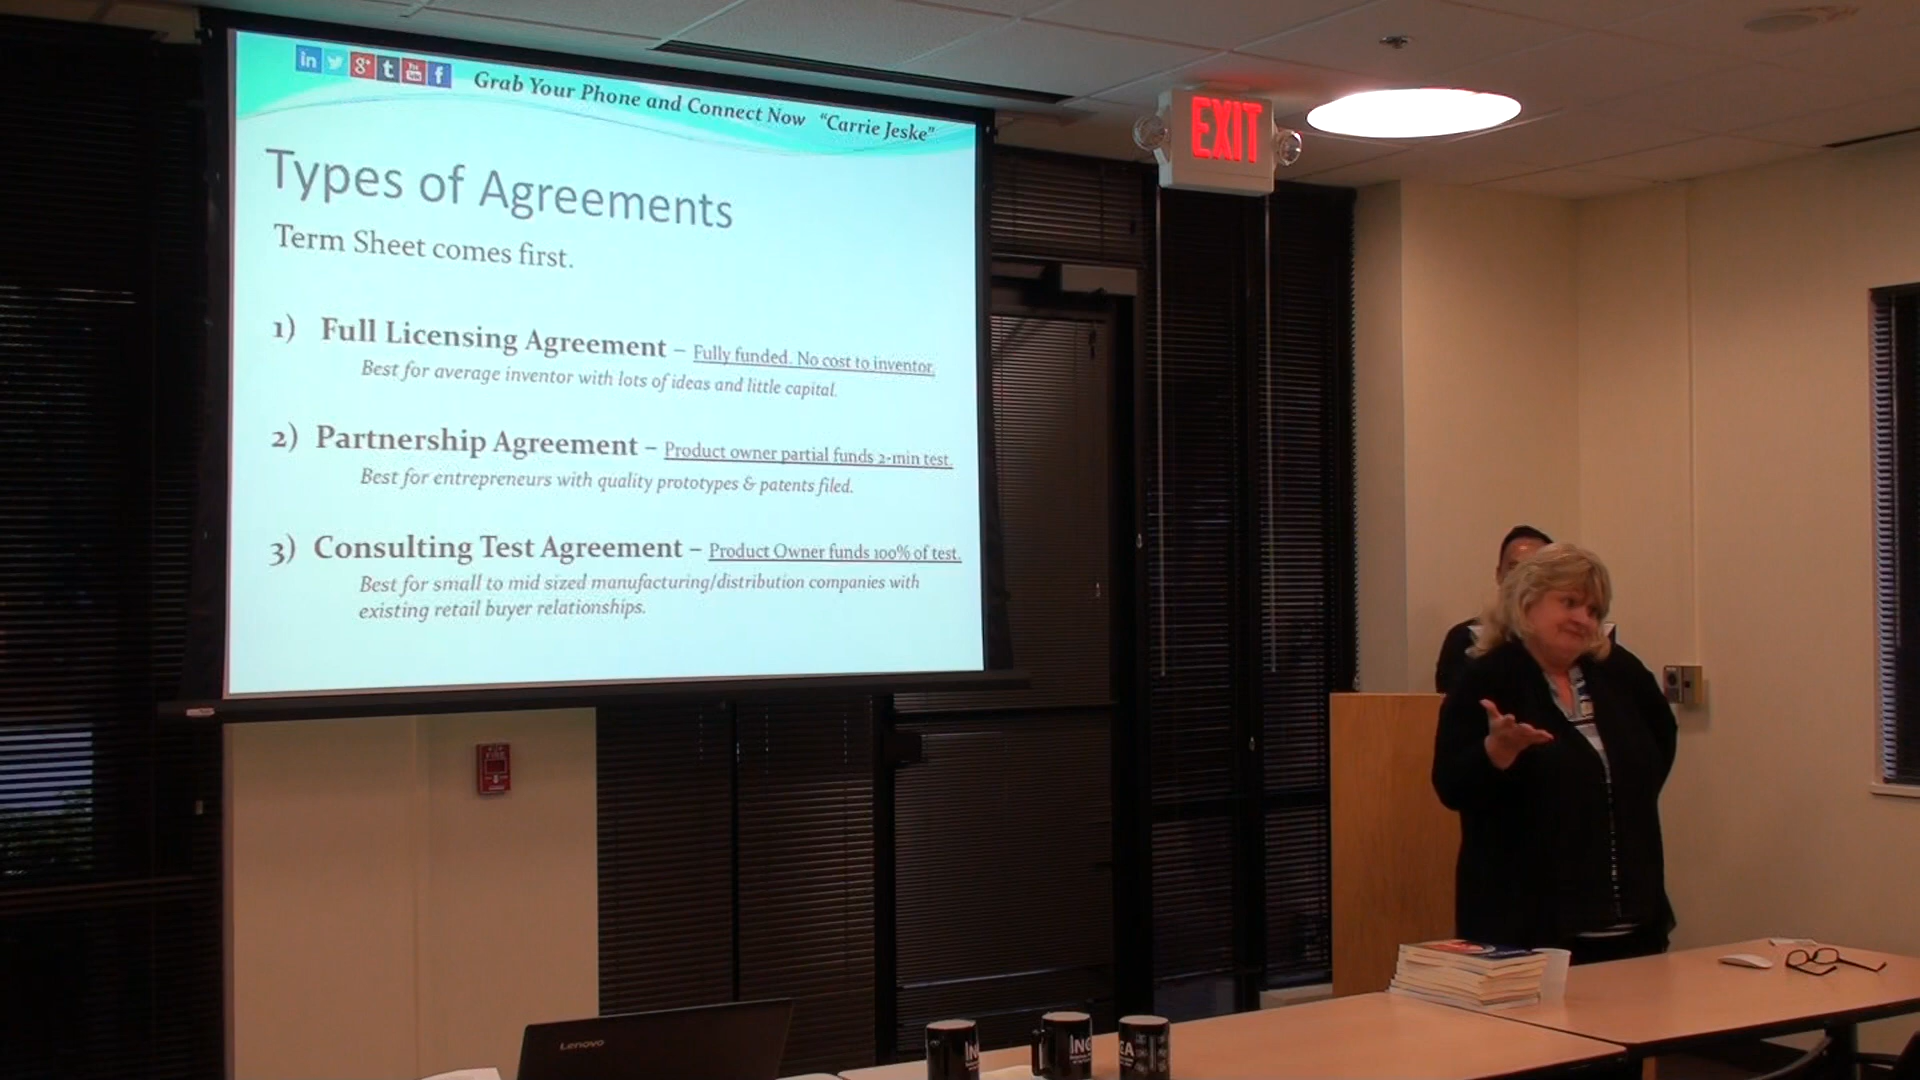 in g+ t You Tube f Grab Your Phone and Connect Now "Carrie Jeske"
EXIT
Types of Agreements
Term Sheet comes first.
1) Full Licensing Agreement – Fully funded. No cost to inventor.
Best for average inventor with lots of ideas and little capital.
2) Partnership Agreement – Product owner partial funds 2-min test.
Best for entrepreneurs with quality prototypes & patents filed.
3) Consulting Test Agreement – Product Owner funds 100% of test.
Best for small to mid sized manufacturing/distribution companies with
existing retail buyer relationships.
Lenovo